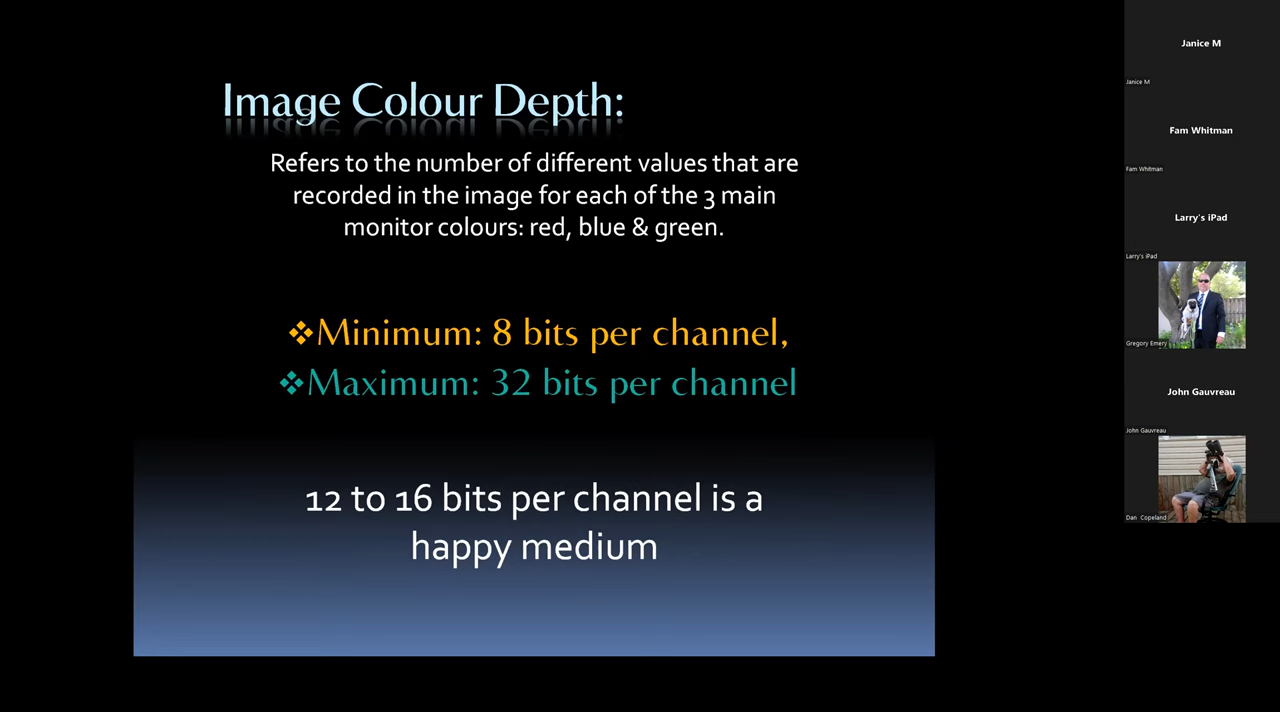 Image Colour Depth:
Refers to the number of different values that are
recorded in the image for each of the 3 main
monitor colours: red, blue & green.
❖Minimum: 8 bits per channel,
❖Maximum: 32 bits per channel
12 to 16 bits per channel is a
happy medium
Janice M
Janice M
Fam Whitman
Fam Whitman
Larry's iPad
Larry's iPad
Gregory Emery
John Gauvreau
John Gauvreau
Dan Copeland